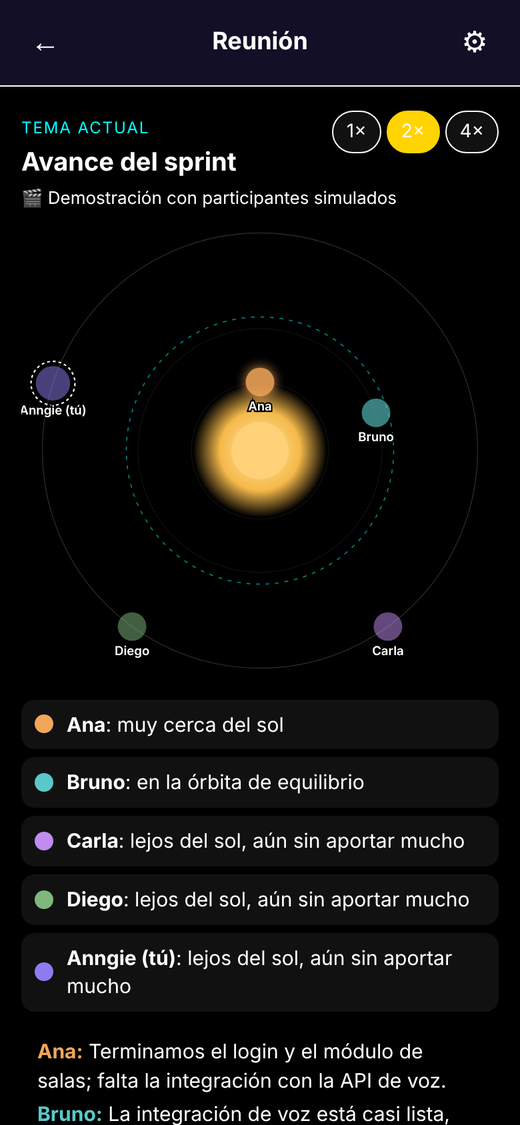 Reunión
TEMA ACTUAL
1×
2×
4×
Avance del sprint
🎬 Demostración con participantes simulados
Ana
Anngie (tú)
Bruno
Diego
Carla
Ana: muy cerca del sol
Bruno: en la órbita de equilibrio
Carla: lejos del sol, aún sin aportar mucho
Diego: lejos del sol, aún sin aportar mucho
Anngie (tú): lejos del sol, aún sin aportar
mucho
Ana: Terminamos el login y el módulo de
salas; falta la integración con la API de voz.
Bruno: La integración de voz está casi lista,